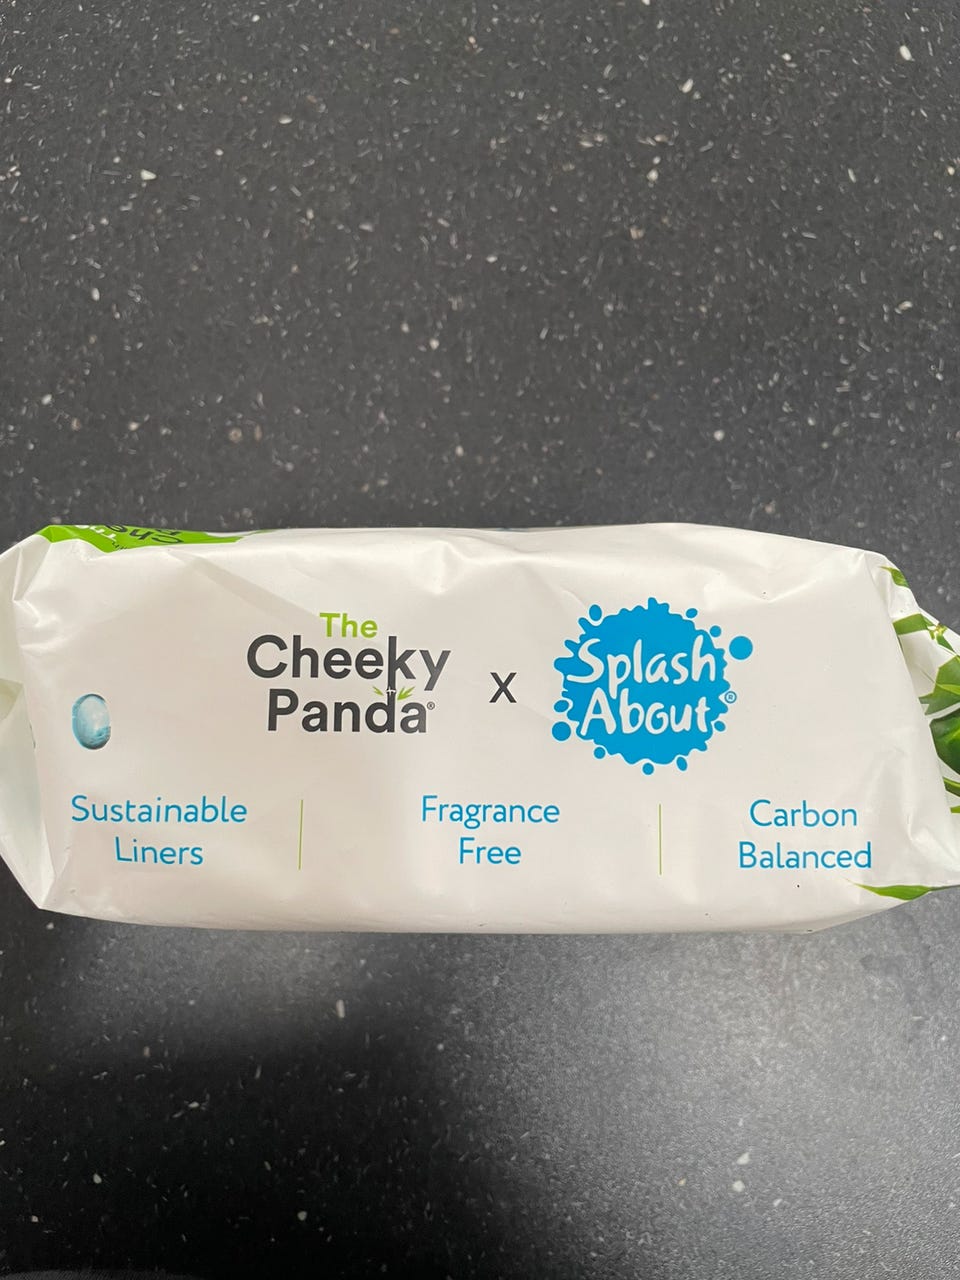 The
Cheeky
Panda®
x
Splash
About®
Sustainable
Liners
Fragrance
Free
Carbon
Balanced